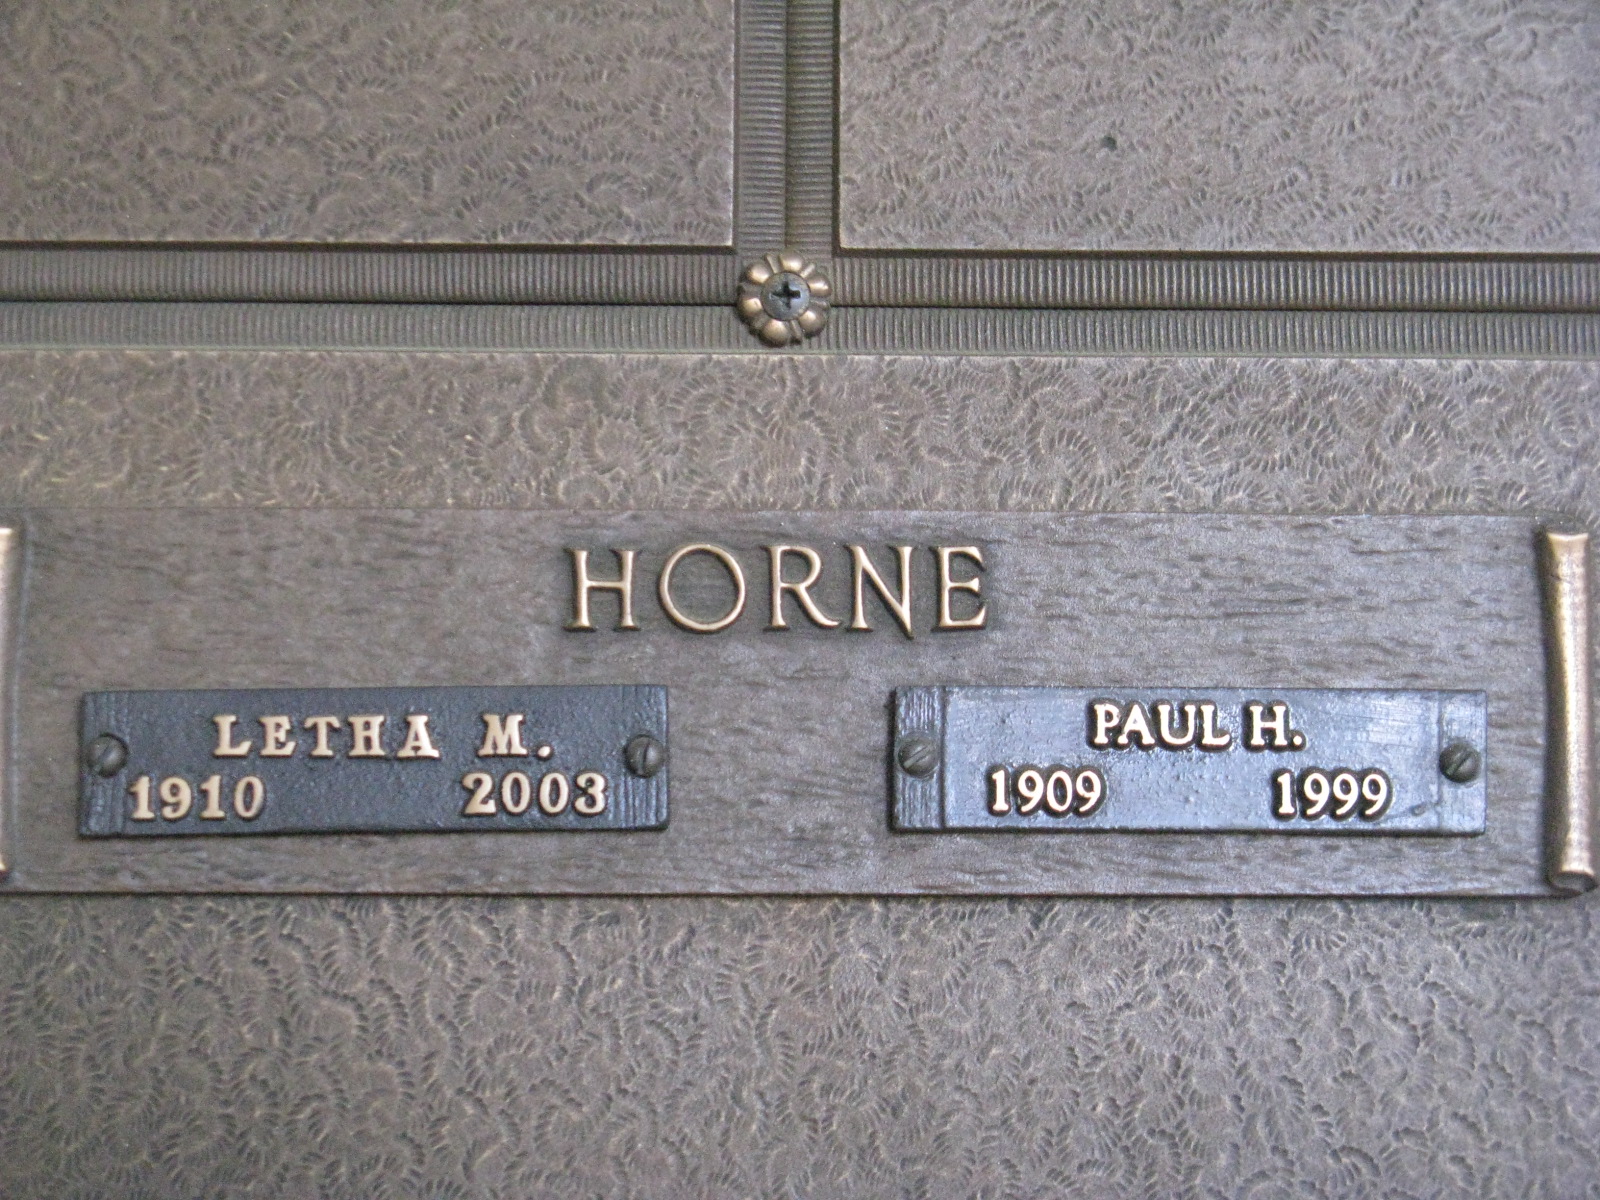 HORNE
LETHA M.
1910 2003
PAUL H.
1909 1999